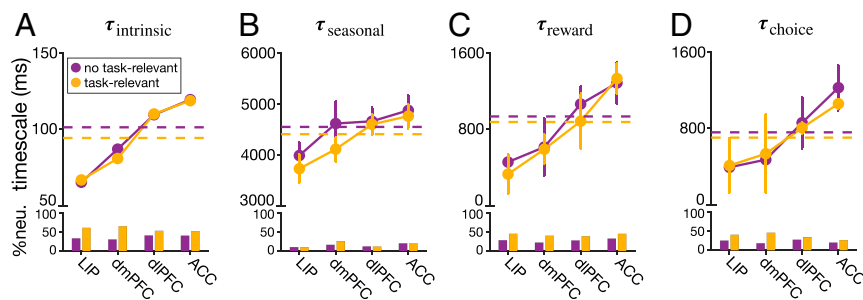 A τintrinsic
B τseasonal
C τreward
D τchoice
timescale (ms)
150
100
50
no task-relevant
task-relevant
6000
5000
4000
3000
1600
800
0
1600
800
0
%neu.
100
50
0
100
50
0
100
50
0
100
50
0
LIP dmPFC dlPFC ACC
LIP dmPFC dlPFC ACC
LIP dmPFC dlPFC ACC
LIP dmPFC dlPFC ACC